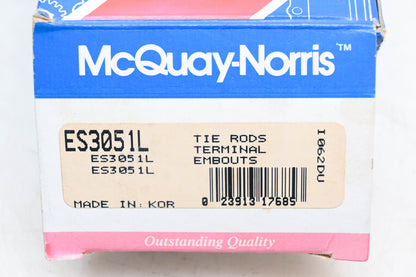 McQuay-Norris™
ES3051L
ES3051L
ES3051L
TIE RODS
TERMINAL
EMBOUTS
I062DU
MADE IN: KOR
0 23913 17685
Outstanding Quality